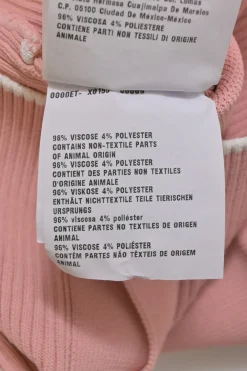 Hermosa Cuajimalpa De Morelos
C.P. 05100 Ciudad De México-México
96% VISCOSA 4% POLIESTERE
CONTIENE PARTI NON TESSILI DI ORIGINE
ANIMALE
96% VISCOSE 4% POLYESTER
CONTAINS NON-TEXTILE PARTS
OF ANIMAL ORIGIN
96% VISCOSE 4% POLYESTER
CONTIENT DES PARTIES NON TEXTILES
D'ORIGINE ANIMALE
96% VISKOSE 4% POLYESTER
ENTHÄLT NICHTTEXTILE TEILE TIERISCHEN
URSPRUNGS
96% viscosa 4% poliéster
CONTIENE PARTES NO TEXTILES DE ORIGEN
ANIMAL
96% VISCOSE 4% POLIÉSTER
CONTÉM PARTES NÃO TÊXTEIS DE ORIGEM
ANIMAL